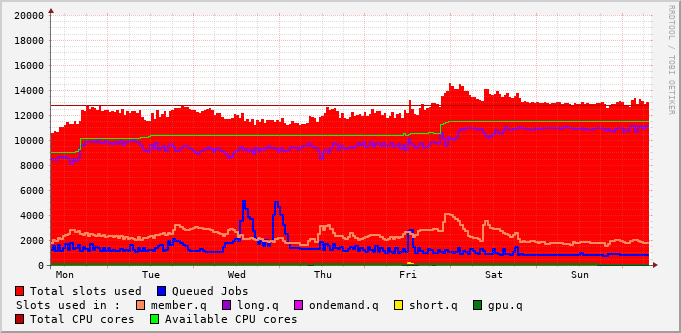 RRDTOOL / TOBI OETIKER
20000
18000
16000
14000
12000
10000
8000
6000
4000
2000
0
Mon Tue Wed Thu Fri Sat Sun
Total slots used Queued Jobs
Slots used in : member.q long.q ondemand.q short.q gpu.q
Total CPU cores Available CPU cores